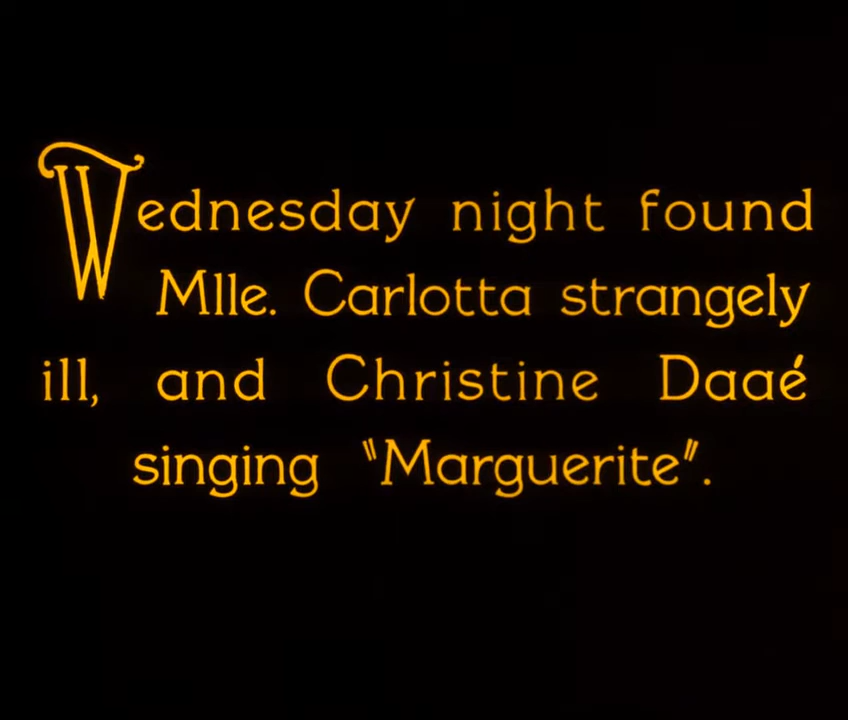 Wednesday night found
Mlle. Carlotta strangely
ill, and Christine Daaé
singing "Marguerite".